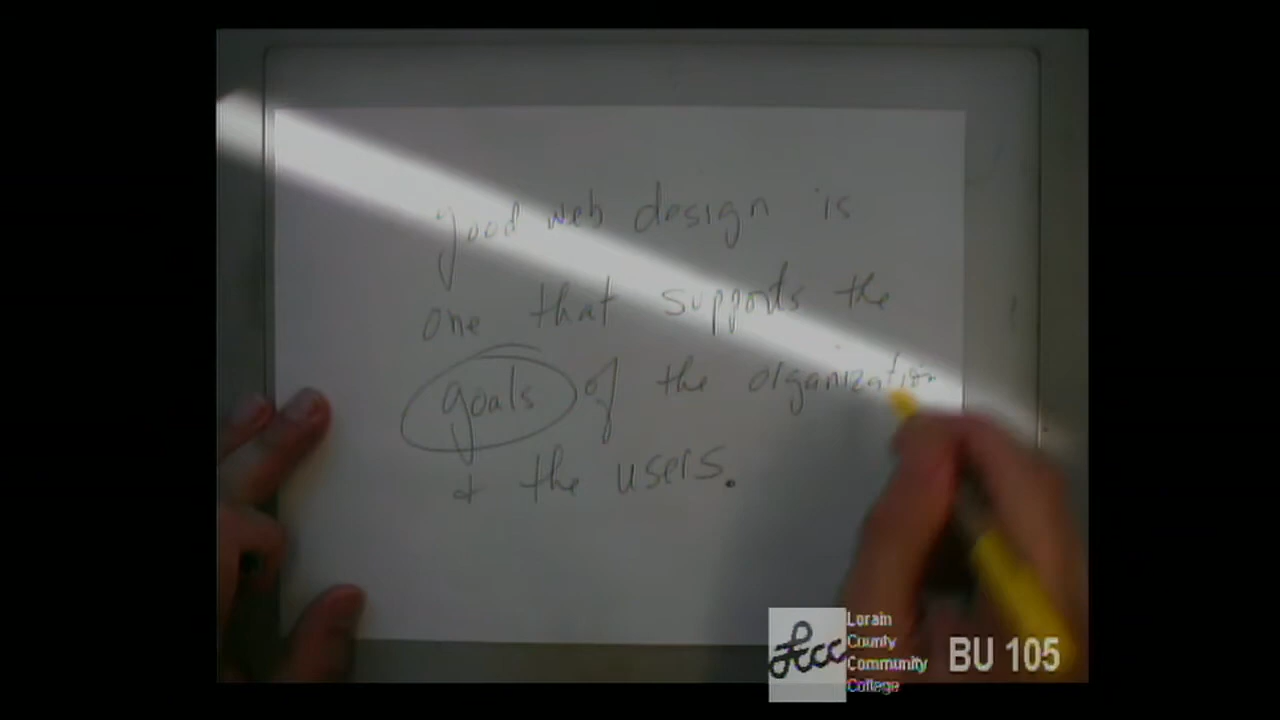 good web design is
one that supports the
goals of the organization
+ the users.
lccc
Lorain
County
Community
College
BU 105